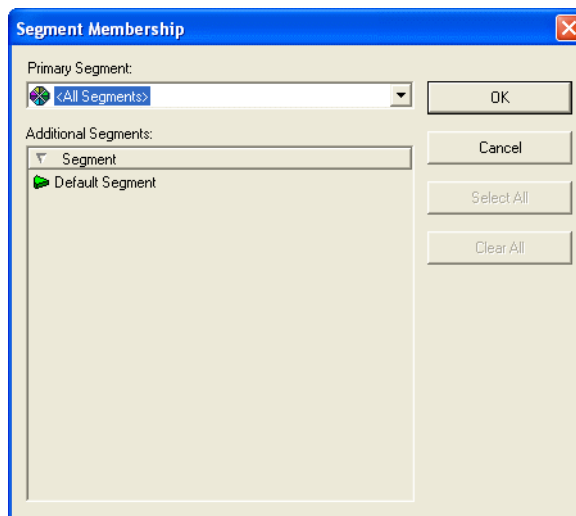 Segment Membership
Primary Segment:
<All Segments>
OK
Additional Segments:
Segment
Cancel
Default Segment
Select All
Clear All